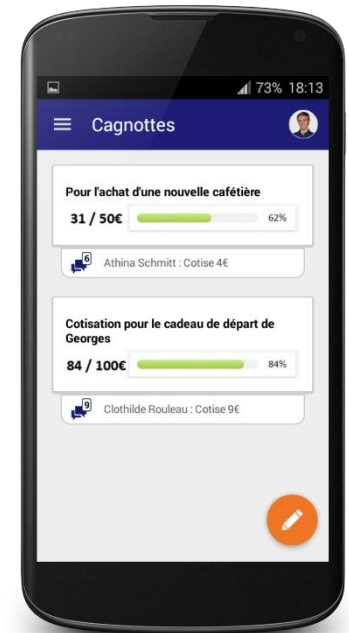 73% 18:13
Cagnottes
Pour l'achat d'une nouvelle cafétière
31 / 50€ 62%
6
Athina Schmitt : Cotise 4€
Cotisation pour le cadeau de départ de
Georges
84 / 100€ 84%
9
Clothilde Rouleau : Cotise 9€